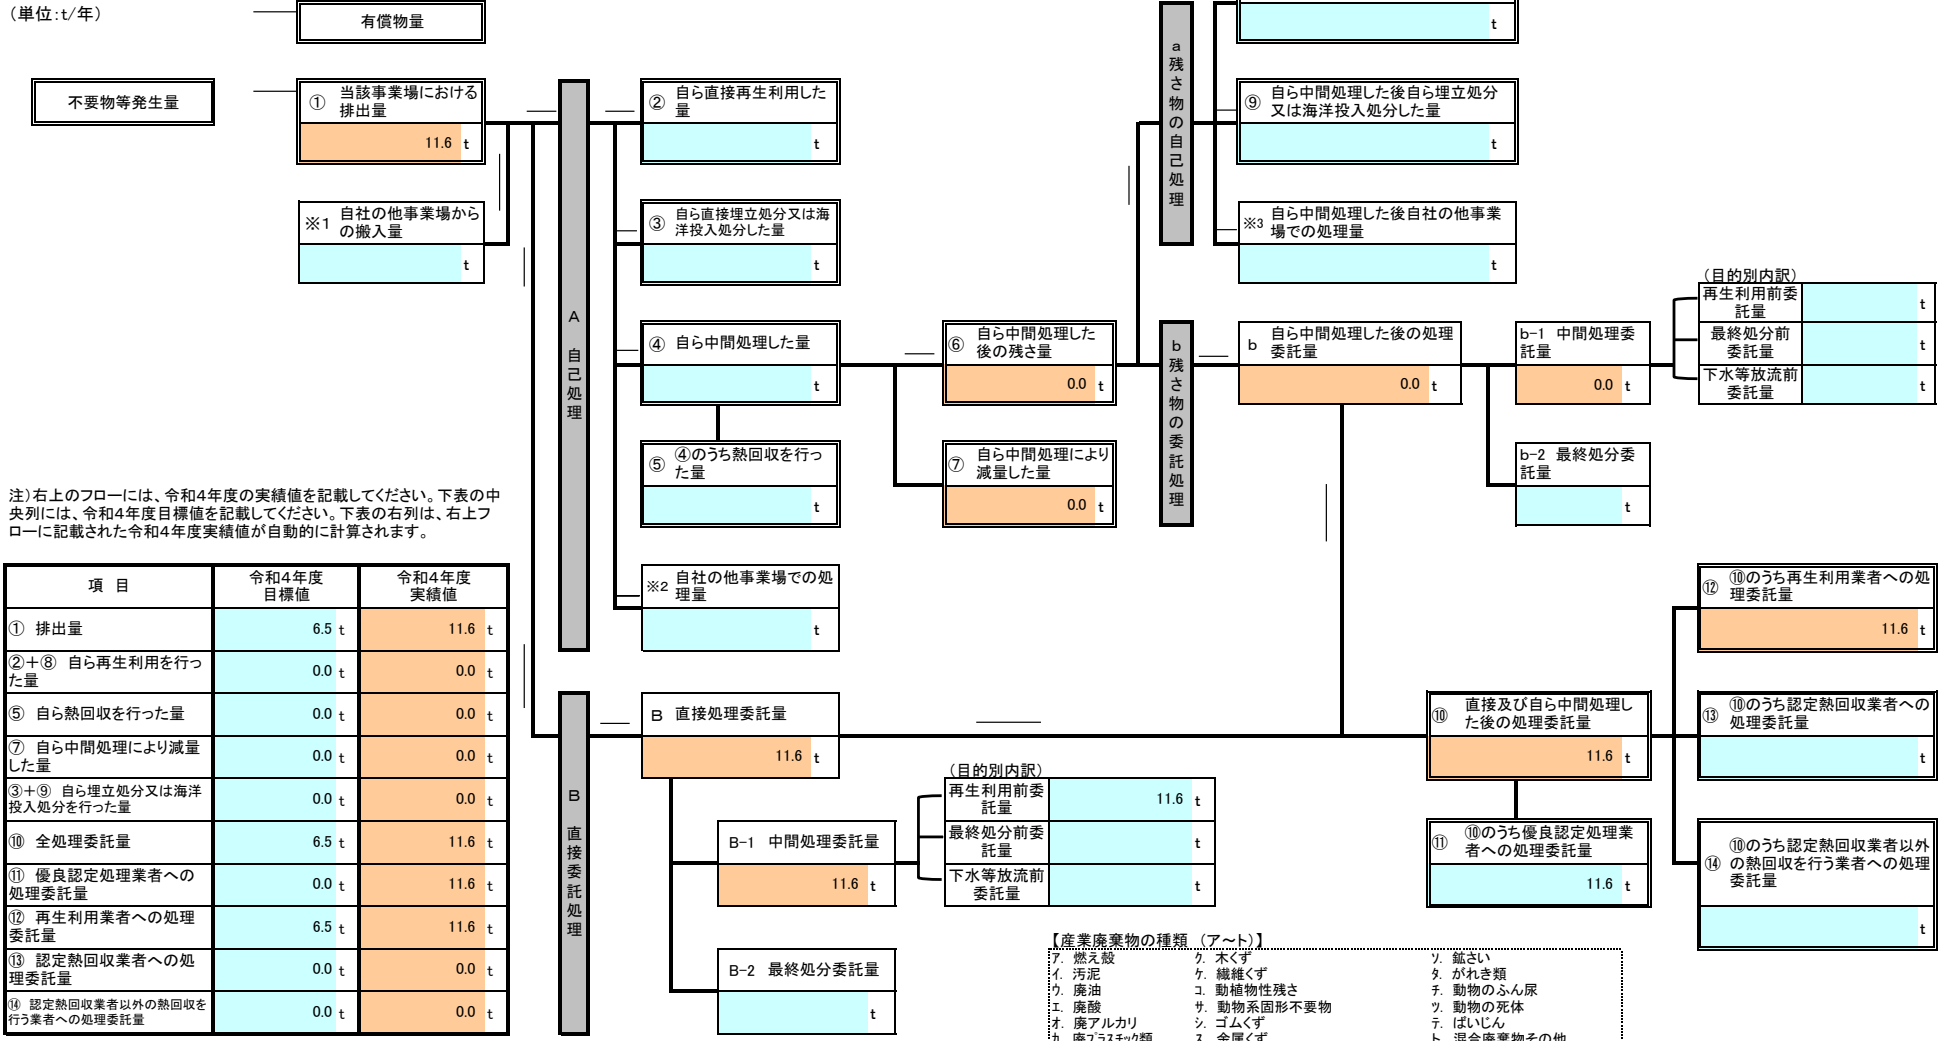 (単位:t/年)
有償物量
不要物等発生量
① 当該事業場における
排出量
11.6 t
※1 自社の他事業場から
の搬入量
t
A 自己処理
② 自ら直接再生利用した
量
t
③ 自ら直接埋立処分又は海
洋投入処分した量
t
④ 自ら中間処理した量
t
⑤ ④のうち熱回収を行っ
た量
t
※2 自社の他事業場での処
理量
t
⑥ 自ら中間処理した
後の残さ量
0.0 t
⑦ 自ら中間処理により
減量した量
0.0 t
a 残さ物の自己処理
t
⑨ 自ら中間処理した後自ら埋立処分
又は海洋投入処分した量
t
※3 自ら中間処理した後自社の他事業
場での処理量
t
b 残さ物の委託処理
b 自ら中間処理した後の処理
委託量
0.0 t
b-1 中間処理委
託量
0.0 t
b-2 最終処分委
託量
t
(目的別内訳)
再生利用前委
託量
t
最終処分前
委託量
t
下水等放流前
委託量
t
注)右上のフローには、令和4年度の実績値を記載してください。下表の中
央列には、令和4年度目標値を記載してください。下表の右列は、右上フ
ローに記載された令和4年度実績値が自動的に計算されます。
項 目 令和4年度
目標値 令和4年度
実績値
① 排出量 6.5 t 11.6 t
②+⑧ 自ら再生利用を行っ
た量 0.0 t 0.0 t
⑤ 自ら熱回収を行った量 0.0 t 0.0 t
⑦ 自ら中間処理により減量
した量 0.0 t 0.0 t
③+⑨ 自ら埋立処分又は海洋
投入処分を行った量 0.0 t 0.0 t
⑩ 全処理委託量 6.5 t 11.6 t
⑪ 優良認定処理業者への
処理委託量 0.0 t 11.6 t
⑫ 再生利用業者への処理
委託量 6.5 t 11.6 t
⑬ 認定熱回収業者への処
理委託量 0.0 t 0.0 t
⑭ 認定熱回収業者以外の熱回収を
行う業者への処理委託量 0.0 t 0.0 t
B 直接委託処理
B 直接処理委託量
11.6 t
B-1 中間処理委託量
11.6 t
B-2 最終処分委託量
t
(目的別内訳)
再生利用前委
託量
11.6 t
最終処分前委
託量
t
下水等放流前
委託量
t
⑩ 直接及び自ら中間処理し
た後の処理委託量
11.6 t
⑪ ⑩のうち優良認定処理業
者への処理委託量
11.6 t
⑫ ⑩のうち再生利用業者への処
理委託量
11.6 t
⑬ ⑩のうち認定熱回収業者への
処理委託量
t
⑭ ⑩のうち認定熱回収業者以外
の熱回収を行う業者への処理
委託量
t
【産業廃棄物の種類 (ア~ト)】
ア. 燃え殻 ク. 木くず ソ. 鉱さい
イ. 汚泥 ケ. 繊維くず タ. がれき類
ウ. 廃油 コ. 動植物性残さ チ. 動物のふん尿
エ. 廃酸 サ. 動物系固形不要物 ツ. 動物の死体
オ. 廃アルカリ シ. ゴムくず テ. ばいじん
カ. 廃プラスチック類 ス. 金属くず ト. 混合廃棄物その他